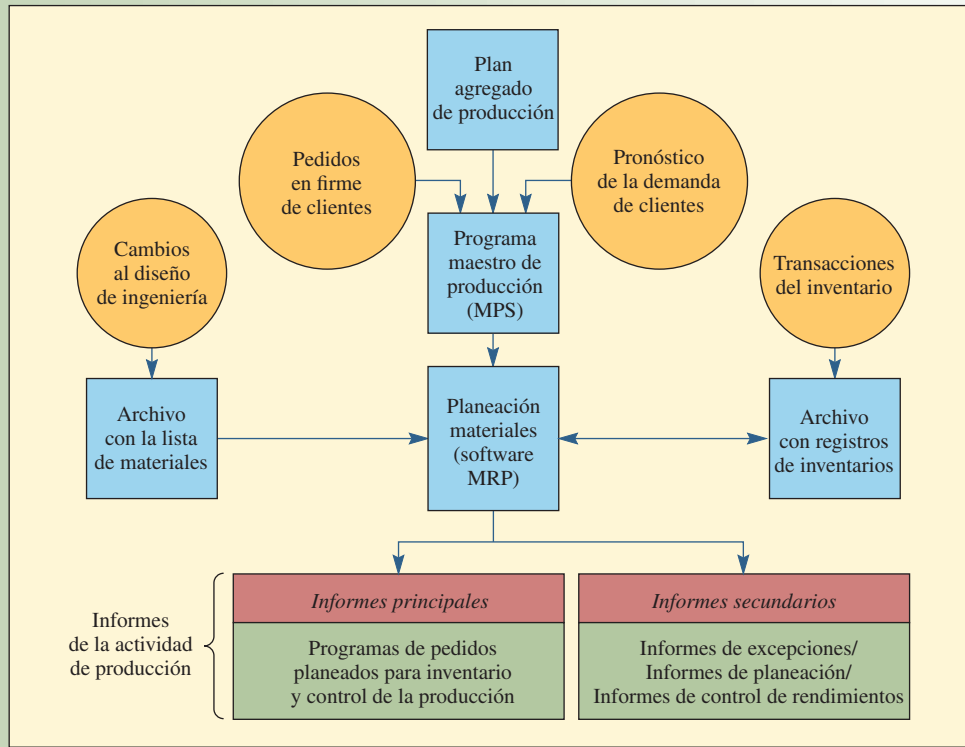 Plan
agregado
de producción
Pedidos
en firme
de clientes
Pronóstico
de la demanda
de clientes
Cambios
al diseño
de ingeniería
Programa
maestro de
producción
(MPS)
Transacciones
del inventario
Archivo
con la lista
de materiales
Planeación
materiales
(software
MRP)
Archivo
con registros
de inventarios
Informes
de la actividad
de producción
Informes principales
Programas de pedidos
planeados para inventario
y control de la producción
Informes secundarios
Informes de excepciones/
Informes de planeación/
Informes de control de rendimientos